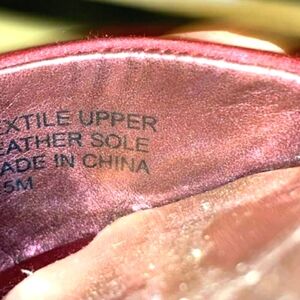 EXTILE UPPER
EATHER SOLE
ADE IN CHINA
5M